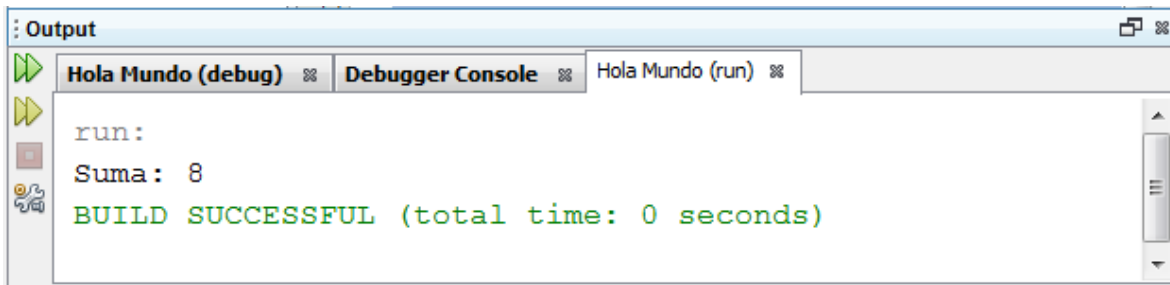 Output
Hola Mundo (debug) Debugger Console Hola Mundo (run)
run:
Suma: 8
BUILD SUCCESSFUL (total time: 0 seconds)